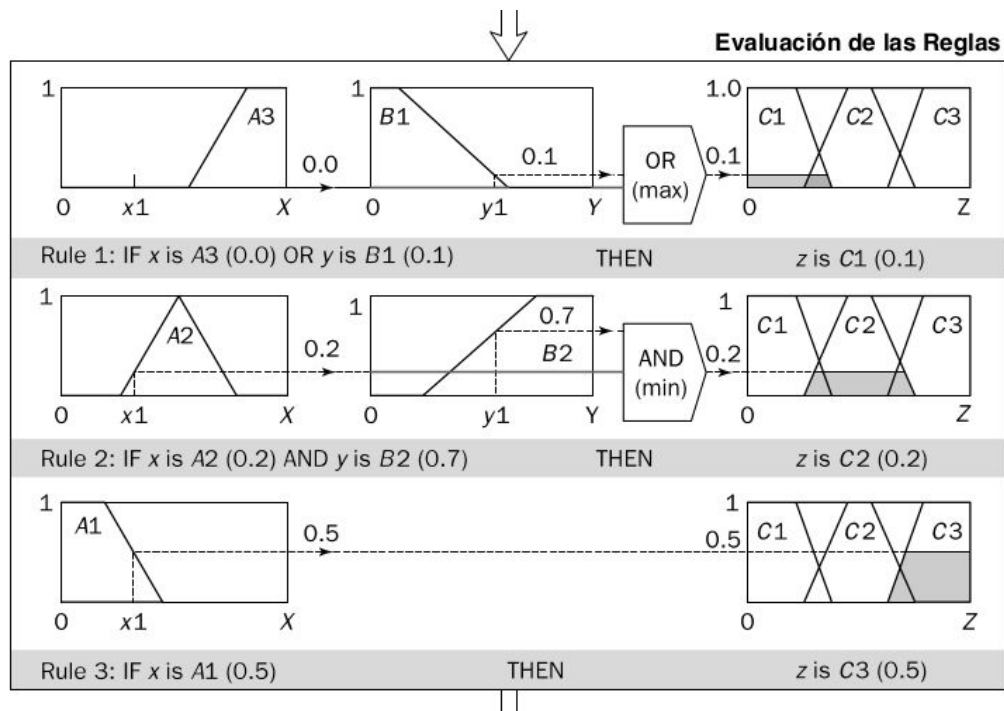 Evaluación de las Reglas
1 A3 0.0 1 B1 0.1 OR (max) 0.1 1.0 C1 C2 C3
0 x1 X 0 y1 Y 0 Z
Rule 1: IF x is A3 (0.0) OR y is B1 (0.1) THEN z is C1 (0.1)
1 A2 0.2 1 0.7 B2 AND (min) 0.2 1 C1 C2 C3
0 x1 X 0 y1 Y 0 Z
Rule 2: IF x is A2 (0.2) AND y is B2 (0.7) THEN z is C2 (0.2)
1 A1 0.5 1 0.5 C1 C2 C3
0 x1 X 0 Z
Rule 3: IF x is A1 (0.5) THEN z is C3 (0.5)